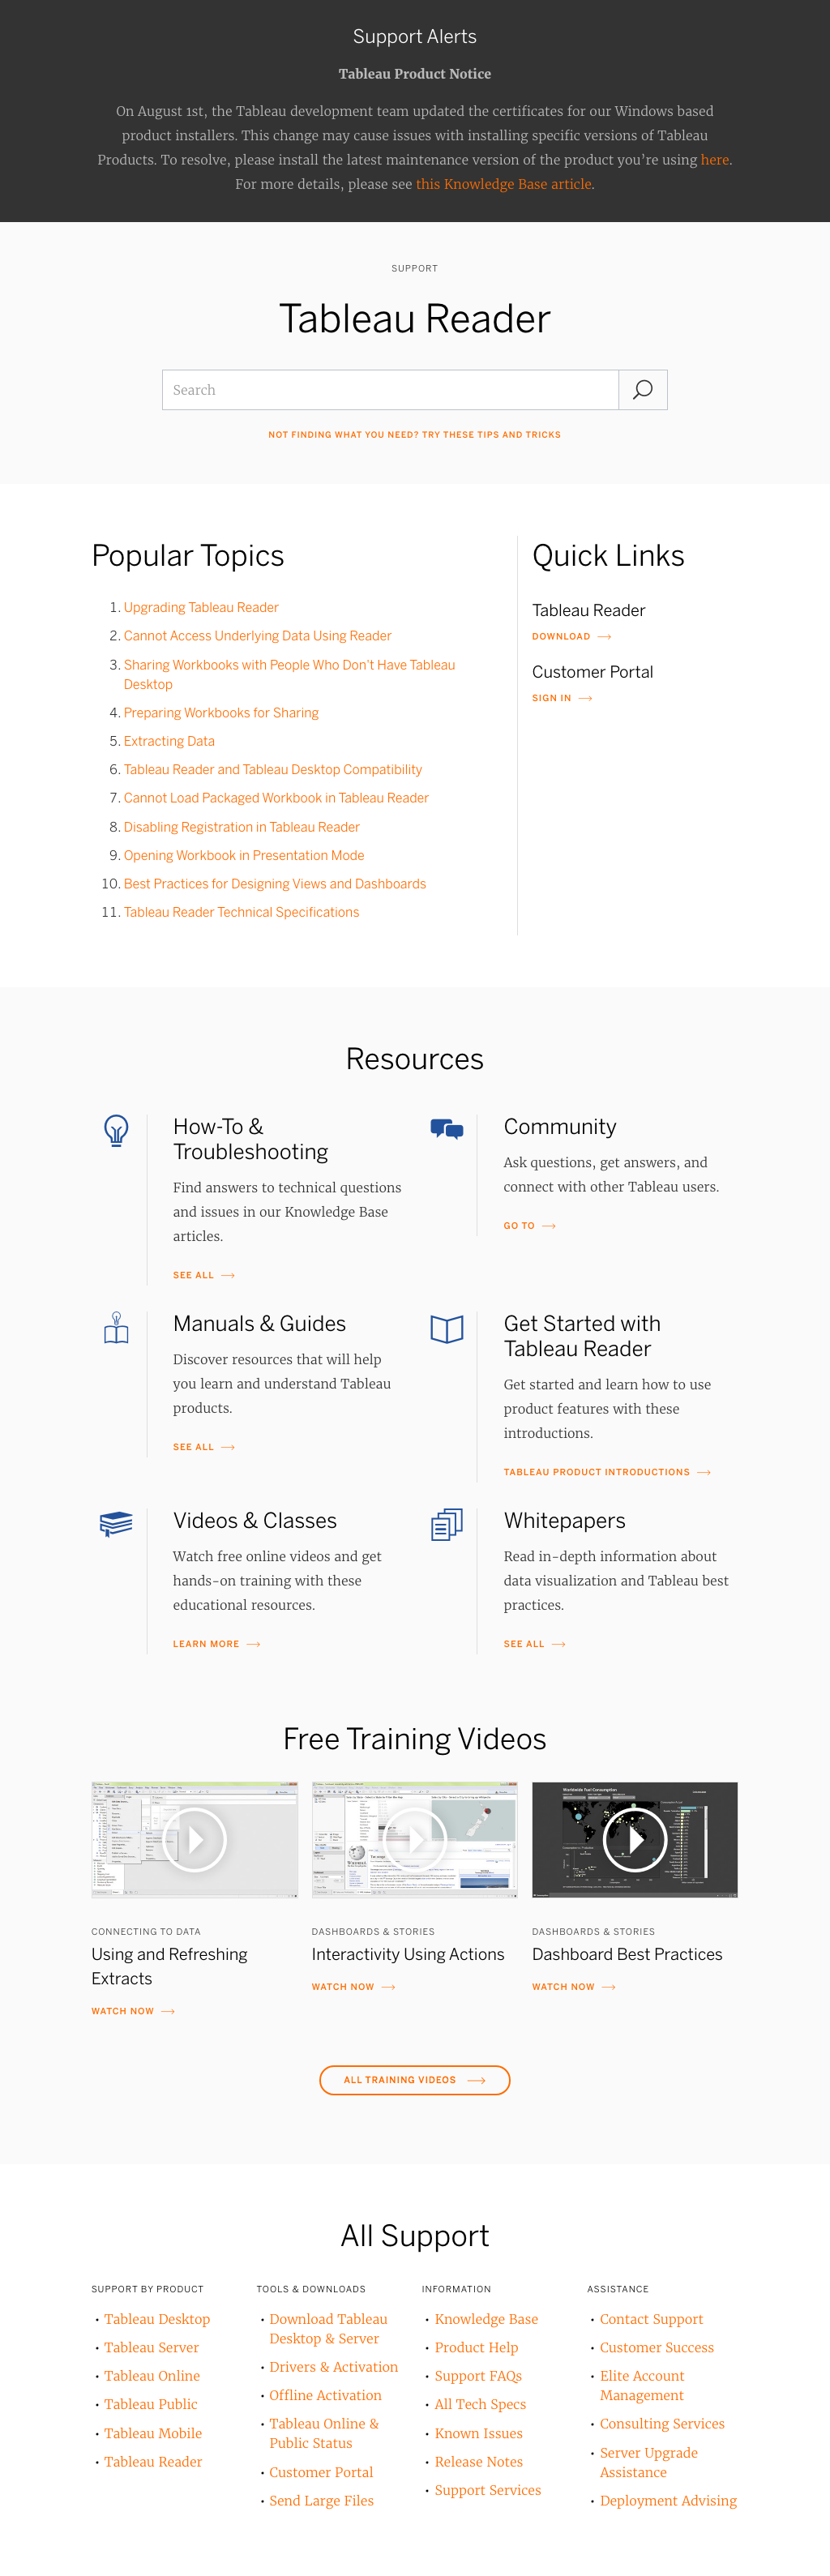 Support Alerts
Tableau Product Notice
On August 1st, the Tableau development team updated the certificates for our Windows based
product installers. This change may cause issues with installing specific versions of Tableau
Products. To resolve, please install the latest maintenance version of the product you’re using here.
For more details, please see this Knowledge Base article.
SUPPORT
Tableau Reader
Search
NOT FINDING WHAT YOU NEED? TRY THESE TIPS AND TRICKS
Popular Topics
1. Upgrading Tableau Reader
2. Cannot Access Underlying Data Using Reader
3. Sharing Workbooks with People Who Don't Have Tableau
Desktop
4. Preparing Workbooks for Sharing
5. Extracting Data
6. Tableau Reader and Tableau Desktop Compatibility
7. Cannot Load Packaged Workbook in Tableau Reader
8. Disabling Registration in Tableau Reader
9. Opening Workbook in Presentation Mode
10. Best Practices for Designing Views and Dashboards
11. Tableau Reader Technical Specifications
Quick Links
Tableau Reader
DOWNLOAD
Customer Portal
SIGN IN
Resources
How-To &
Troubleshooting
Find answers to technical questions
and issues in our Knowledge Base
articles.
SEE ALL
Community
Ask questions, get answers, and
connect with other Tableau users.
GO TO
Manuals & Guides
Discover resources that will help
you learn and understand Tableau
products.
SEE ALL
Get Started with
Tableau Reader
Get started and learn how to use
product features with these
introductions.
TABLEAU PRODUCT INTRODUCTIONS
Videos & Classes
Watch free online videos and get
hands-on training with these
educational resources.
LEARN MORE
Whitepapers
Read in-depth information about
data visualization and Tableau best
practices.
SEE ALL
Free Training Videos
CONNECTING TO DATA
Using and Refreshing
Extracts
WATCH NOW
DASHBOARDS & STORIES
Interactivity Using Actions
WATCH NOW
DASHBOARDS & STORIES
Dashboard Best Practices
WATCH NOW
ALL TRAINING VIDEOS
All Support
SUPPORT BY PRODUCT
• Tableau Desktop
• Tableau Server
• Tableau Online
• Tableau Public
• Tableau Mobile
• Tableau Reader
TOOLS & DOWNLOADS
• Download Tableau
Desktop & Server
• Drivers & Activation
• Offline Activation
• Tableau Online &
Public Status
• Customer Portal
• Send Large Files
INFORMATION
• Knowledge Base
• Product Help
• Support FAQs
• All Tech Specs
• Known Issues
• Release Notes
• Support Services
ASSISTANCE
• Contact Support
• Customer Success
• Elite Account
Management
• Consulting Services
• Server Upgrade
Assistance
• Deployment Advising